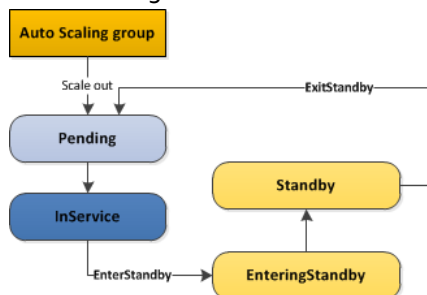 Auto Scaling group
Scale out
ExitStandby
Pending
Standby
InService
EnterStandby
EnteringStandby